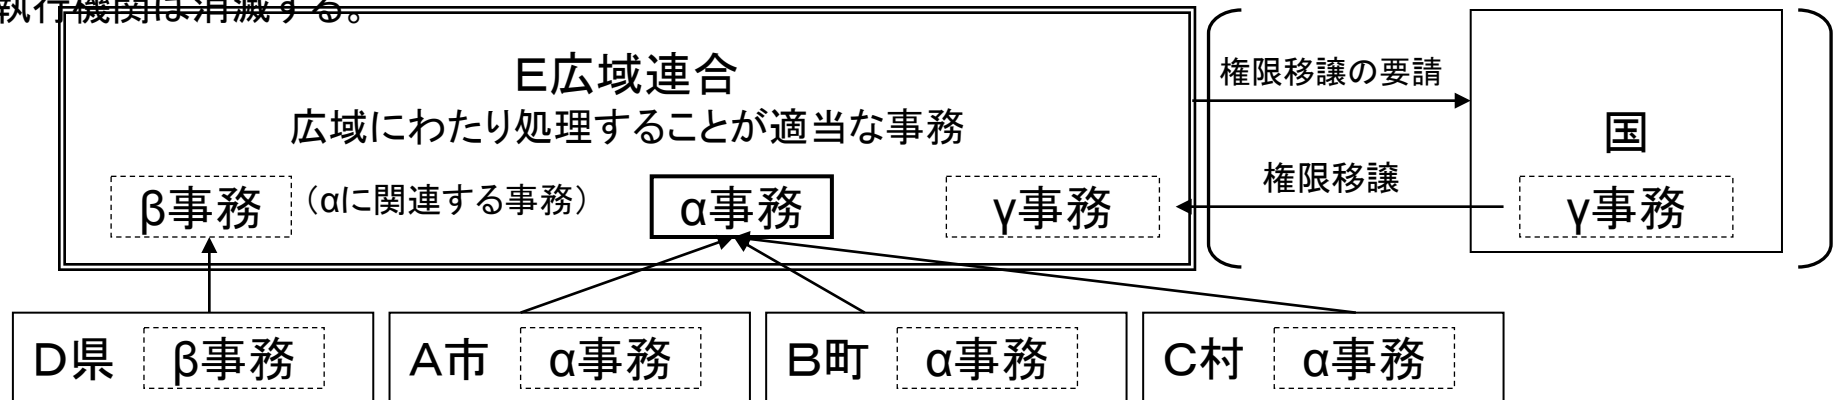 執行機関は消滅する。
E広域連合
広域にわたり処理することが適当な事務
β事務 （αに関連する事務） α事務 γ事務
権限移譲の要請
権限移譲
国
γ事務
D県 β事務 A市 α事務 B町 α事務 C村 α事務